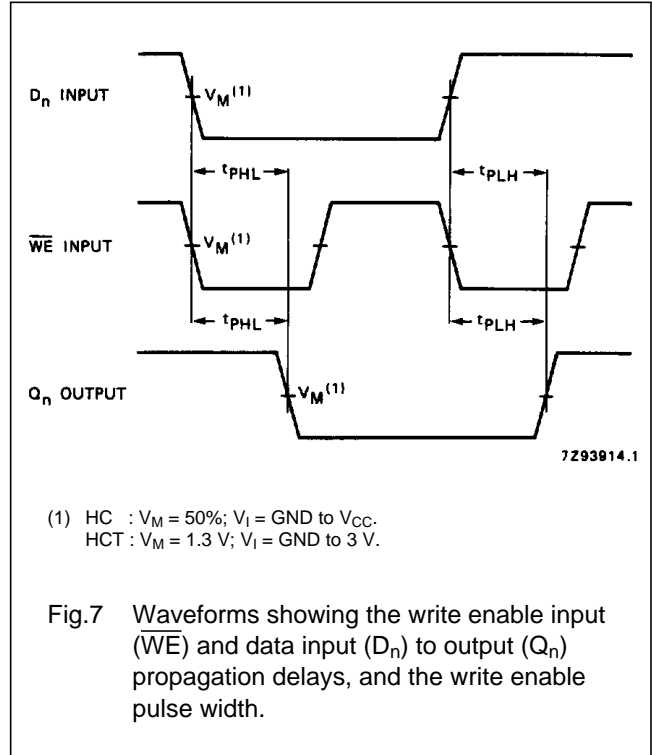 Dn INPUT
VM(1)
tPHL
tPLH
WE INPUT
VM(1)
tPHL
tPLH
Qn OUTPUT
VM(1)
7Z93914.1
(1) HC : VM = 50%; VI = GND to VCC.
HCT : VM = 1.3 V; VI = GND to 3 V.
Fig.7 Waveforms showing the write enable input
(WE) and data input (Dn) to output (Qn)
propagation delays, and the write enable
pulse width.